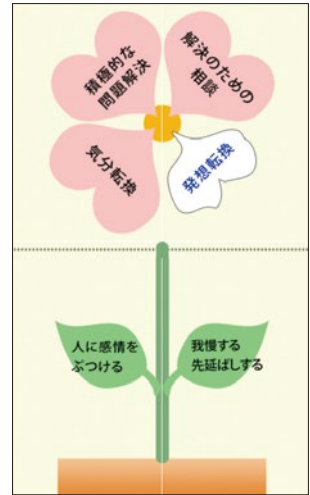 積極的な
問題解決
解決のための
相談
気分転換
発想転換
人に感情を
ぶつける
我慢する
先延ばしする